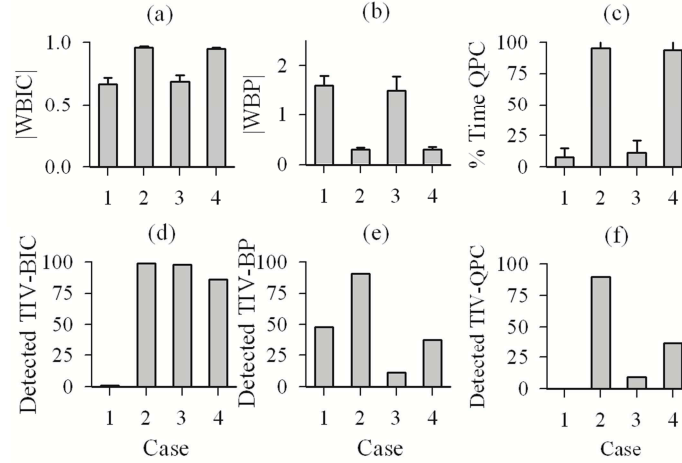 (a)
(b)
(c)
|WBIC|
1.0
0.5
0.0
1 2 3 4
|WBP|
2
1
0
1 2 3 4
% Time QPC
100
75
50
25
0
1 2 3 4
(d)
(e)
(f)
Detected TIV-BIC
100
75
50
25
0
1 2 3 4
Case
Detected TIV-BP
100
75
50
25
0
1 2 3 4
Case
Detected TIV-QPC
100
75
50
25
0
1 2 3 4
Case